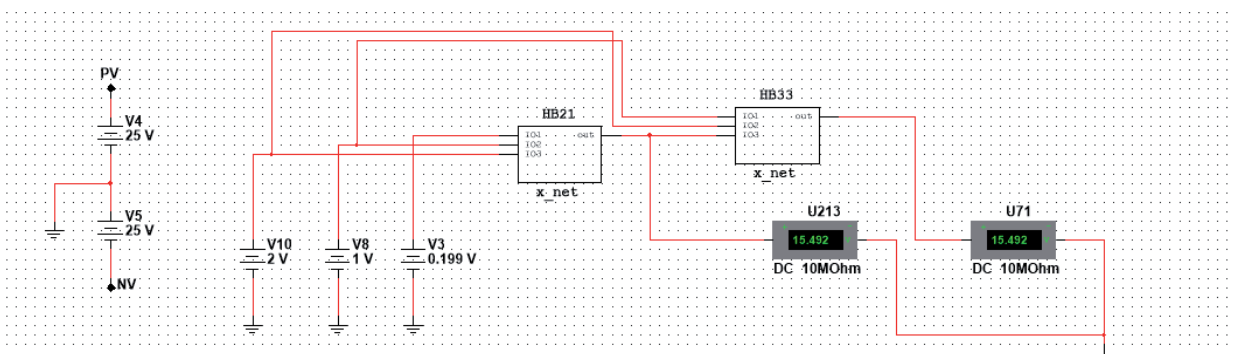 PV
V4
25 V
V5
25 V
NV
V10
2 V
V8
1 V
V3
0.199 V
HB21
IO1 out
IO2
IO3
x_net
HB33
IO1 out
IO2
IO3
x_net
U213
15.492
DC 10MOhm
U71
15.492
DC 10MOhm